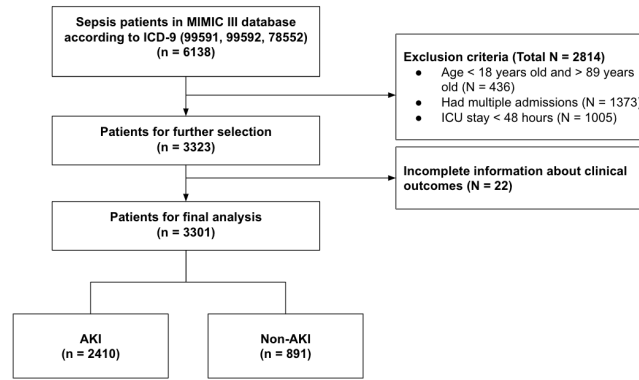 Sepsis patients in MIMIC III database
according to ICD-9 (99591, 99592, 78552)
(n = 6138)
Exclusion criteria (Total N = 2814)
● Age < 18 years old and > 89 years
old (N = 436)
● Had multiple admissions (N = 1373)
● ICU stay < 48 hours (N = 1005)
Patients for further selection
(n = 3323)
Incomplete information about clinical
outcomes (N = 22)
Patients for final analysis
(n = 3301)
AKI
(n = 2410)
Non-AKI
(n = 891)